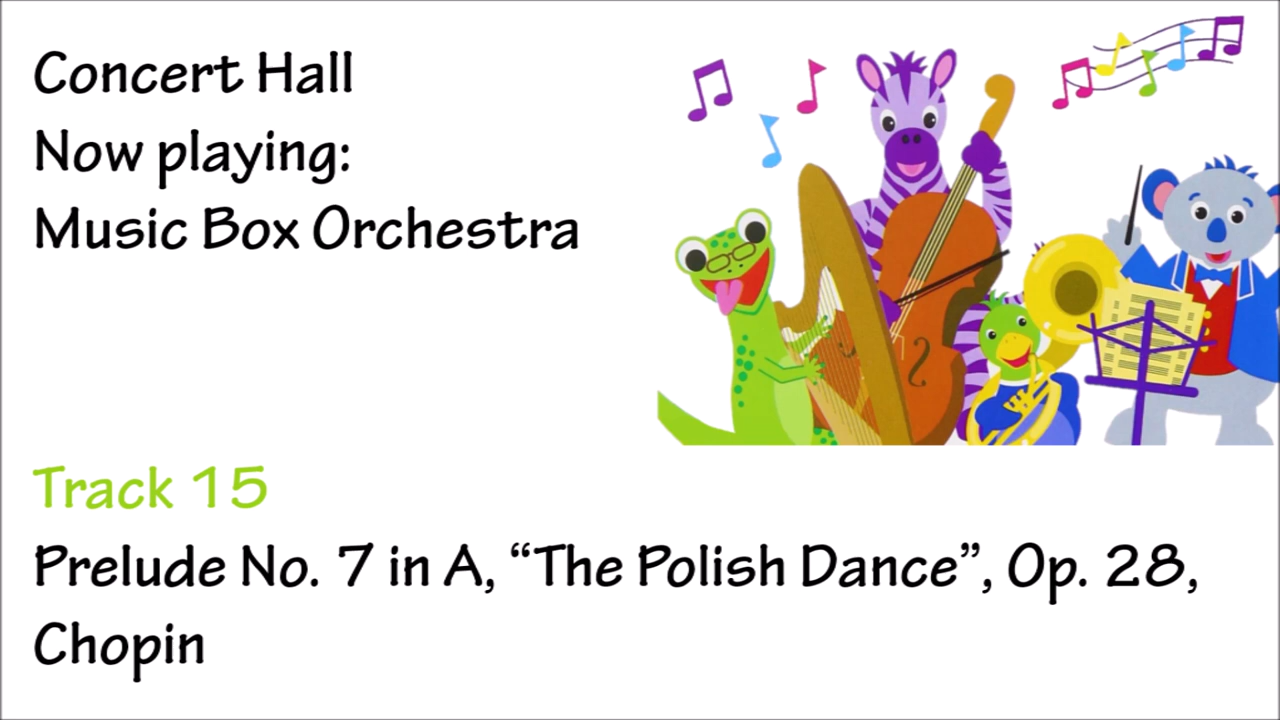 Concert Hall
Now playing:
Music Box Orchestra
Track 15
Prelude No. 7 in A, “The Polish Dance”, Op. 28,
Chopin